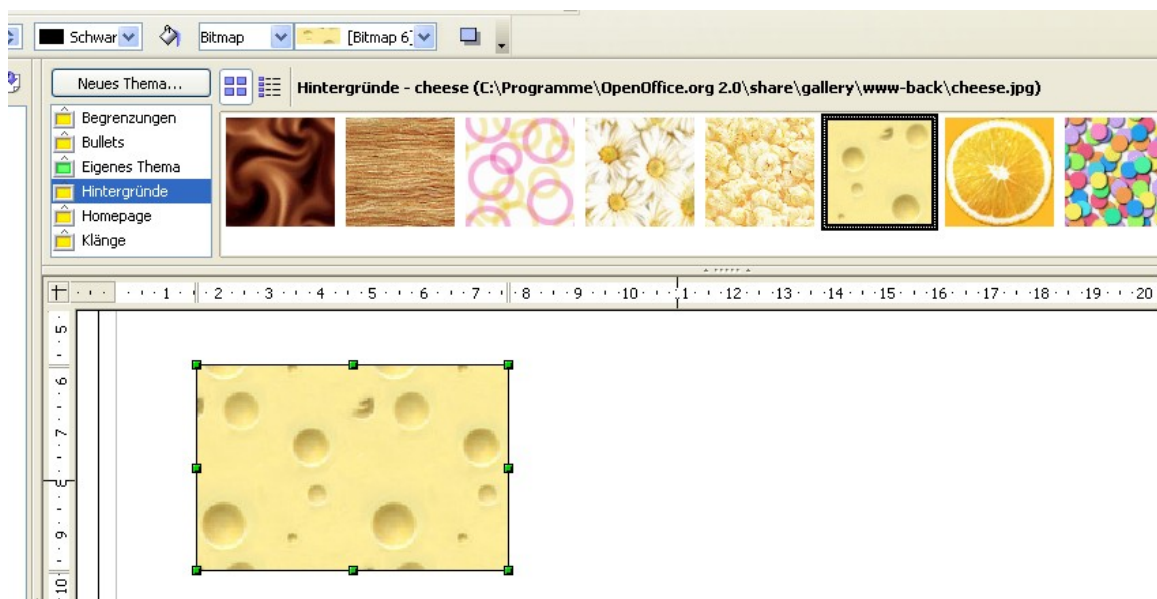 Schwar Bitmap [Bitmap 6]
Neues Thema... Hintergründe - cheese (C:\Programme\OpenOffice.org 2.0\share\gallery\www-back\cheese.jpg)
Begrenzungen
Bullets
Eigenes Thema
Hintergründe
Homepage
Klänge
1 2 3 4 5 6 7 8 9 10 1 12 13 14 15 16 17 18 19 20
5
6
7
9
10